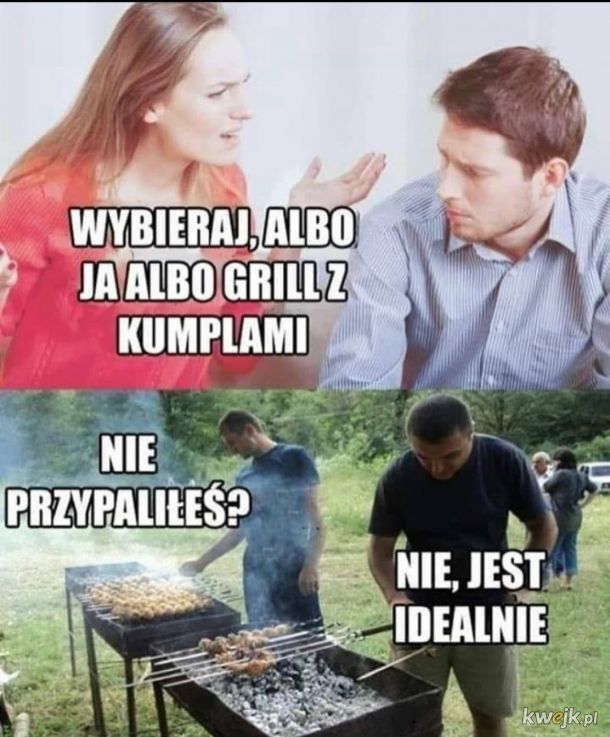 WYBIERAJ, ALBO
JA ALBO GRILL Z
KUMPLAMI
NIE
PRZYPALIŁEŚ?
NIE, JEST
IDEALNIE
kwejk.pl